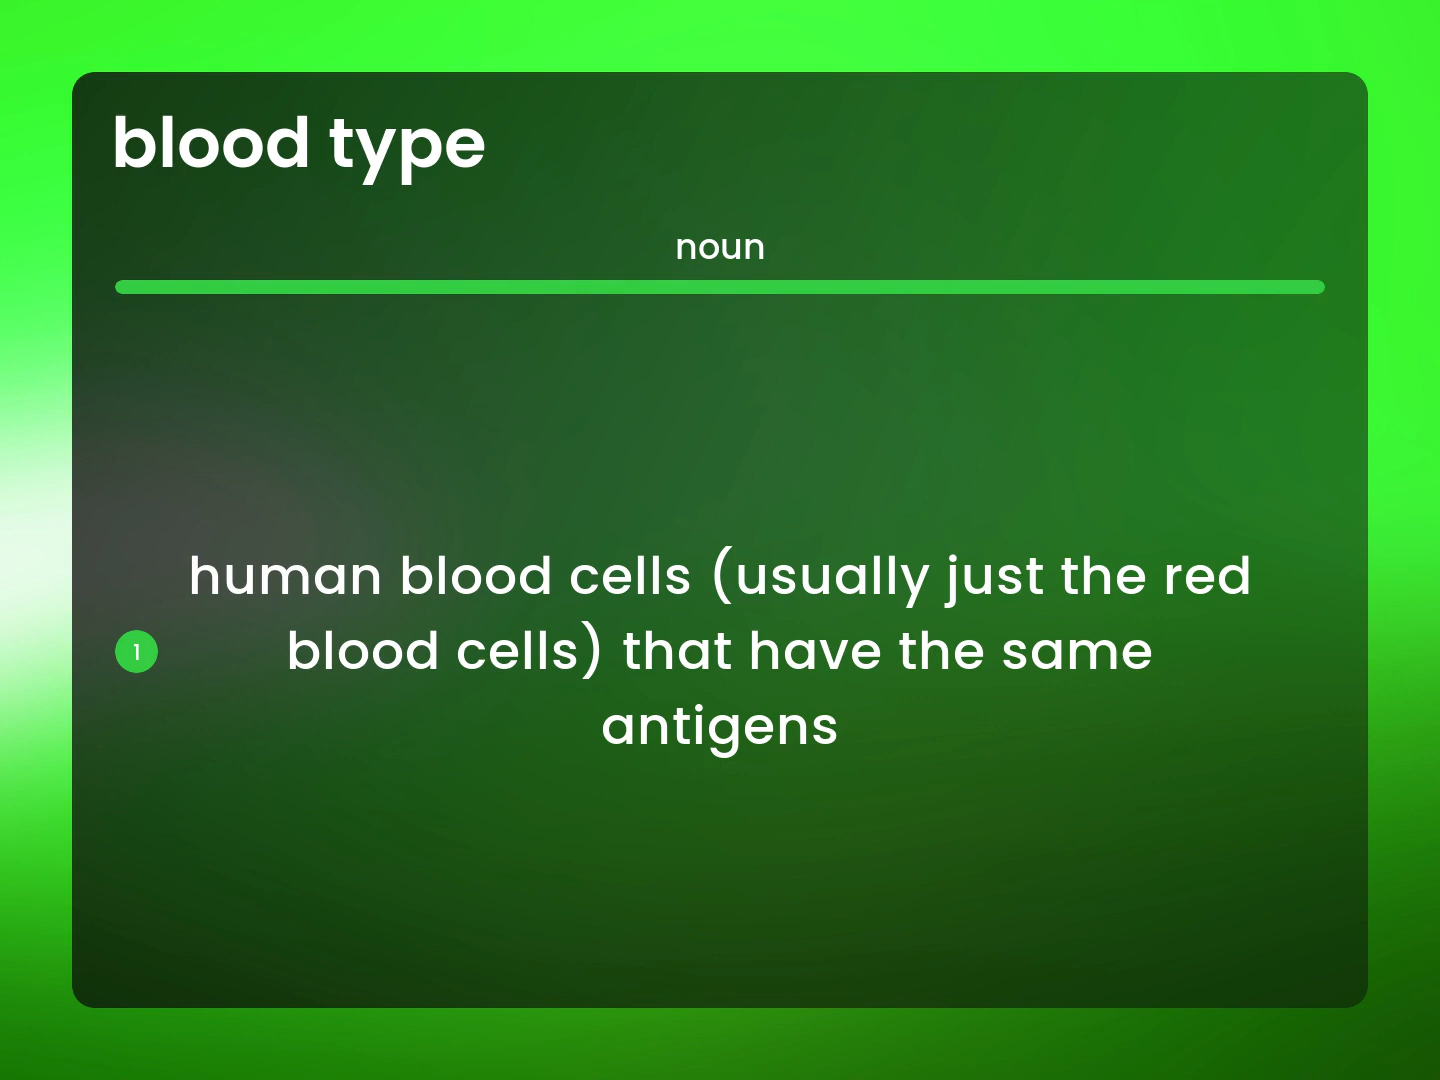 blood type
noun
human blood cells (usually just the red
1 blood cells) that have the same
antigens